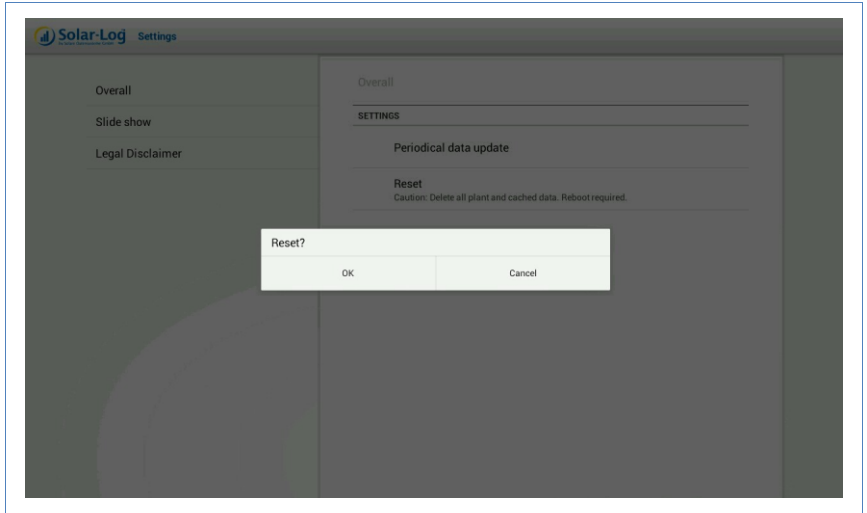 Solar-Log Settings
Overall
Slide show
Legal Disclaimer
Overall
SETTINGS
Periodical data update
Reset
Caution: Delete all plant and cached data. Reboot required.
Reset?
OK
Cancel